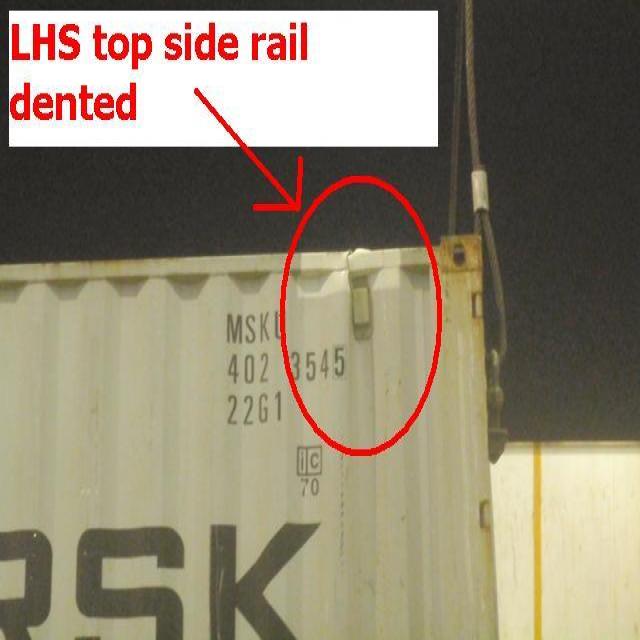 LHS top side rail
dented
MSKU
402 3545
22G1
IC
70
RSK